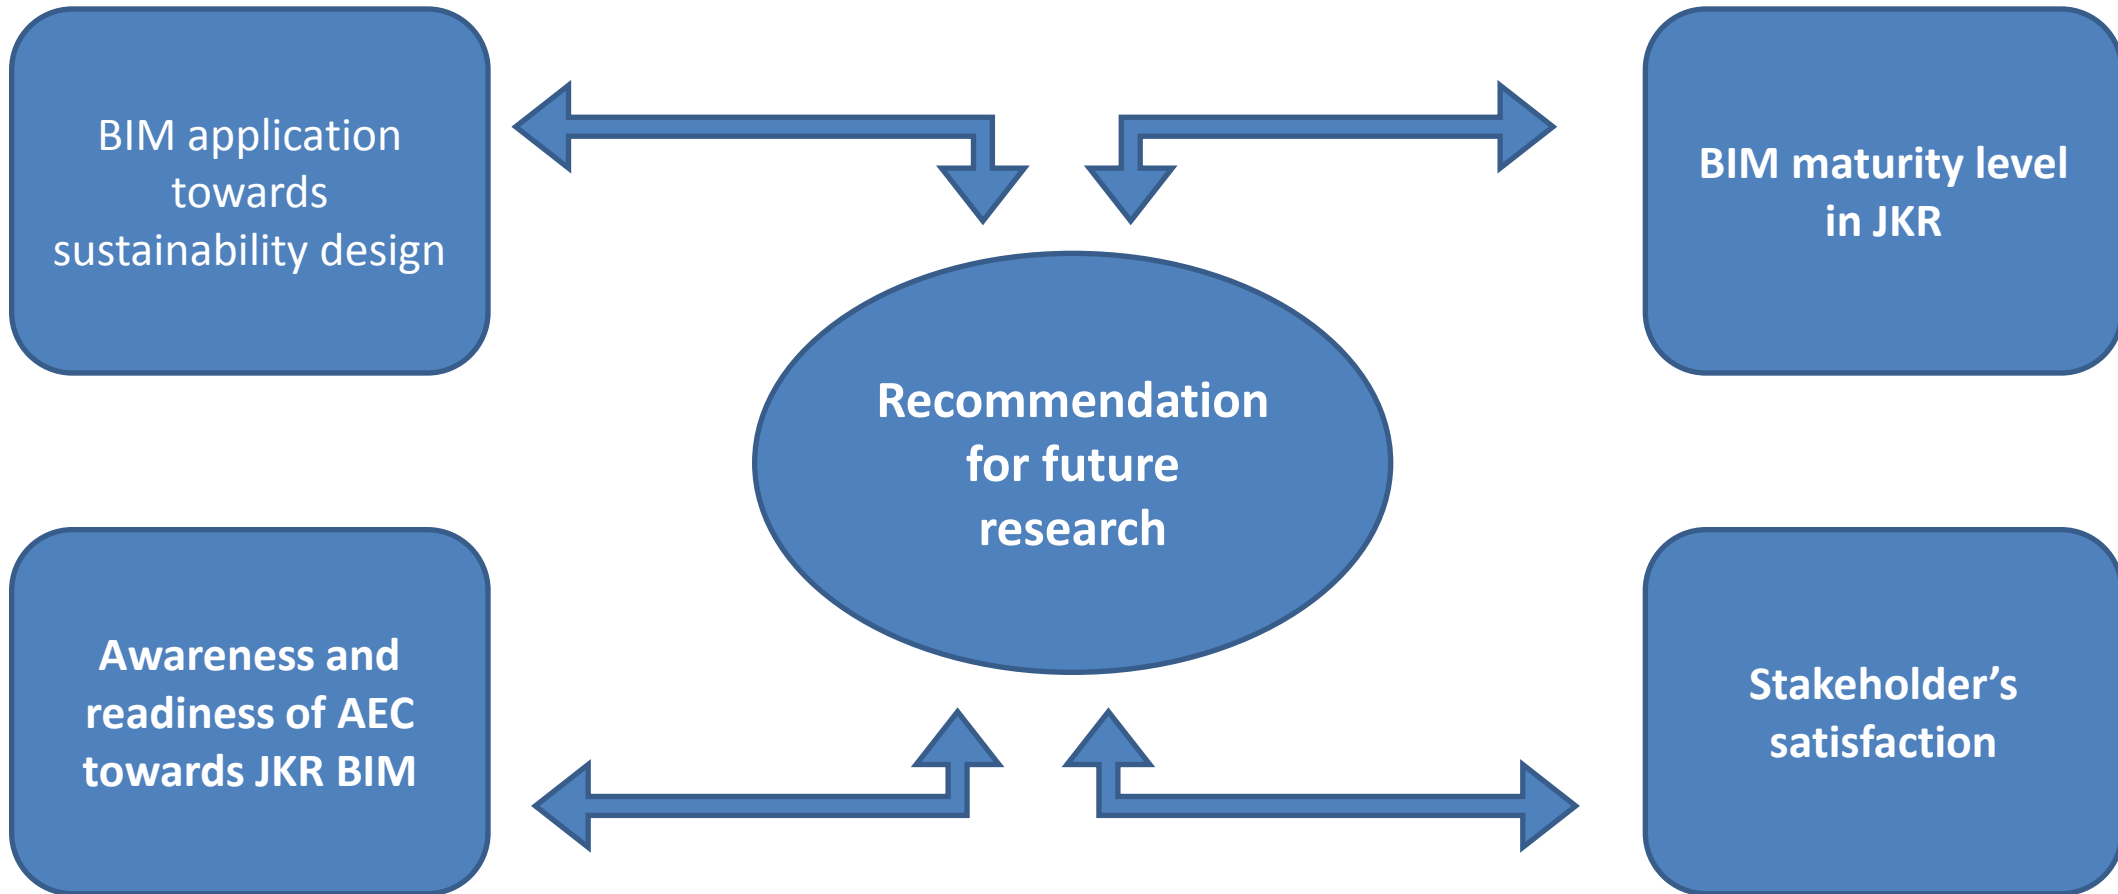 BIM application
towards
sustainability design
BIM maturity level
in JKR
Recommendation
for future
research
Awareness and
readiness of AEC
towards JKR BIM
Stakeholder’s
satisfaction